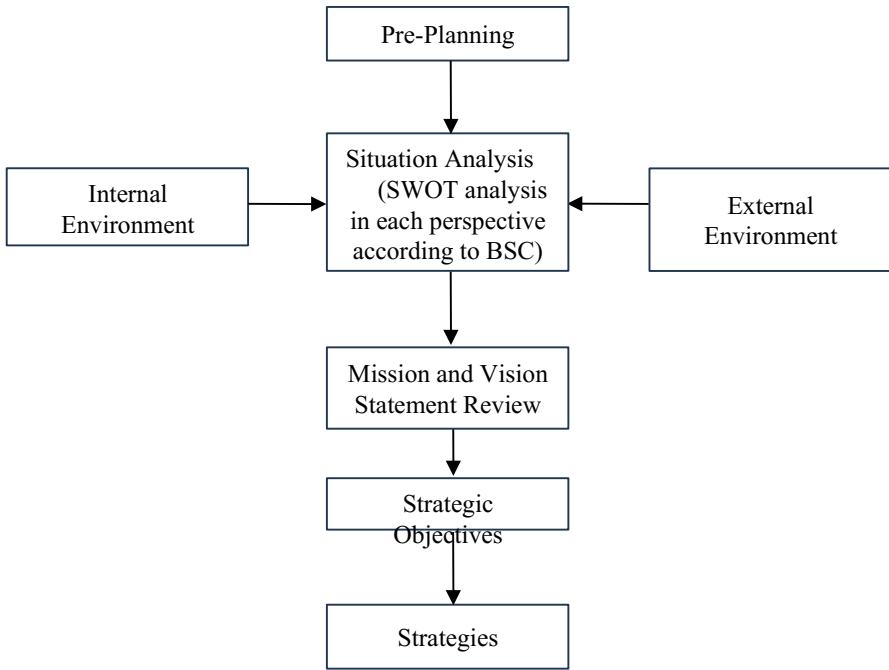 Pre-Planning
Situation Analysis
(SWOT analysis
in each perspective
according to BSC)
Internal
Environment
External
Environment
Mission and Vision
Statement Review
Strategic
Objectives
Strategies